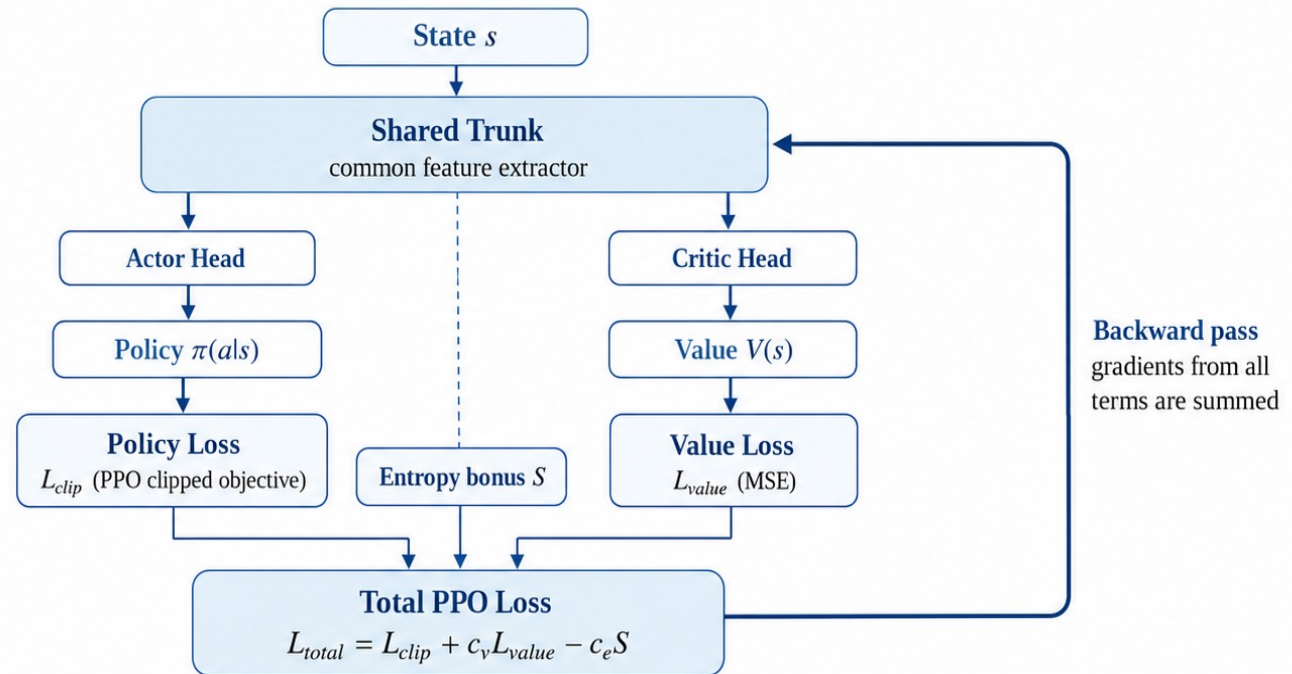 State s
Shared Trunk
common feature extractor
Actor Head
Critic Head
Policy π(a|s)
Value V(s)
Backward pass
gradients from all
terms are summed
Policy Loss
L_clip (PPO clipped objective)
Entropy bonus S
Value Loss
L_value (MSE)
Total PPO Loss
L_total = L_clip + c_v L_value − c_e S